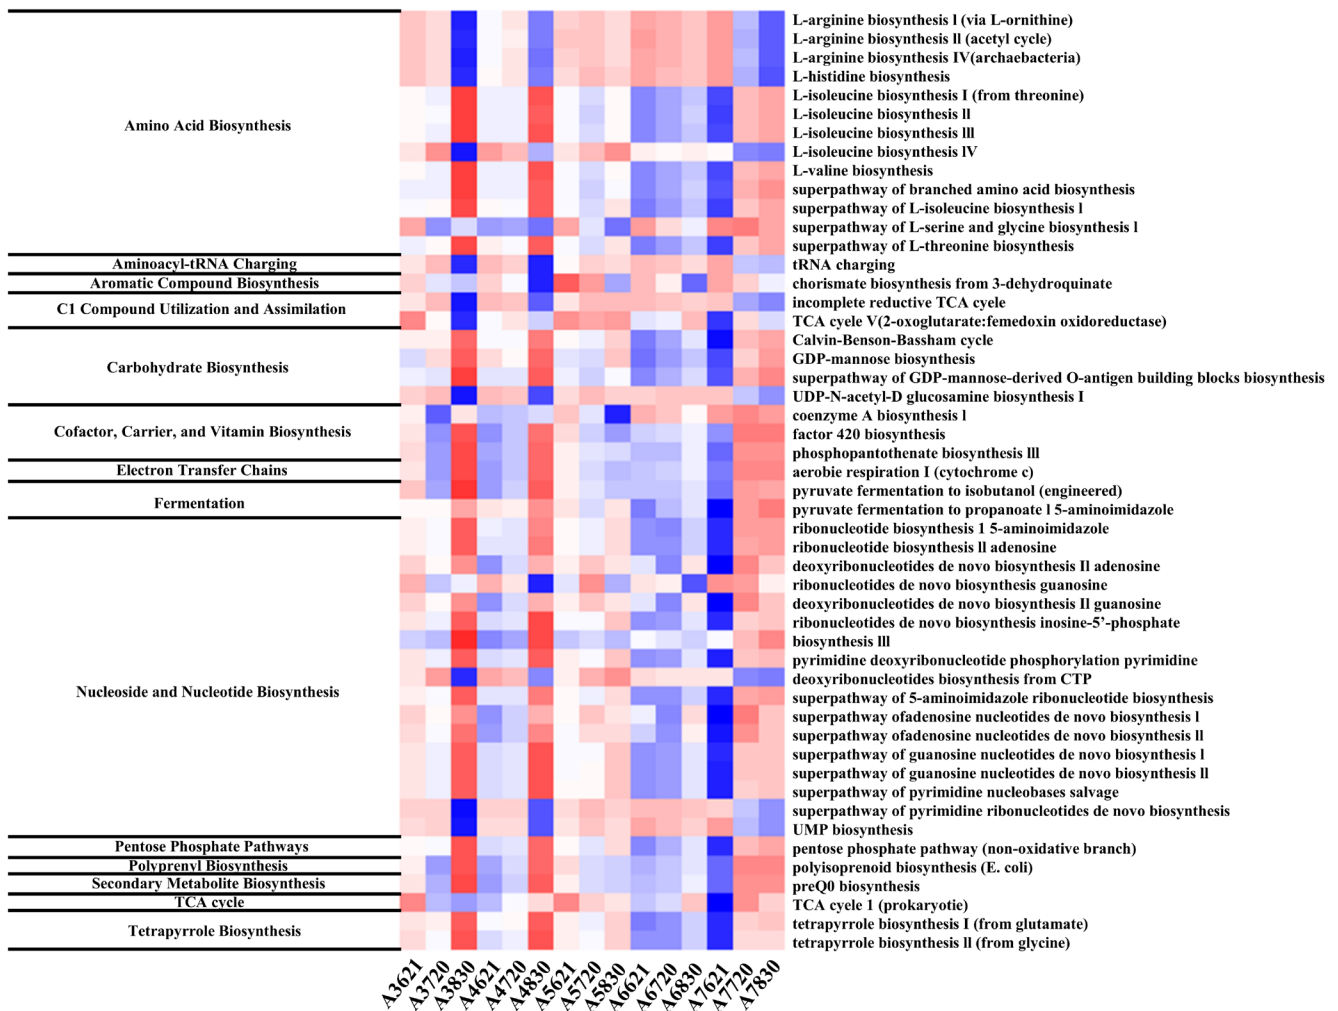 Amino Acid Biosynthesis
Aminoacyl-tRNA Charging
Aromatic Compound Biosynthesis
C1 Compound Utilization and Assimilation
Carbohydrate Biosynthesis
Cofactor, Carrier, and Vitamin Biosynthesis
Electron Transfer Chains
Fermentation
Nucleoside and Nucleotide Biosynthesis
Pentose Phosphate Pathways
Polyprenyl Biosynthesis
Secondary Metabolite Biosynthesis
TCA cycle
Tetrapyrrole Biosynthesis
L-arginine biosynthesis l (via L-ornithine)
L-arginine biosynthesis ll (acetyl cycle)
L-arginine biosynthesis IV(archaebacteria)
L-histidine biosynthesis
L-isoleucine biosynthesis I (from threonine)
L-isoleucine biosynthesis ll
L-isoleucine biosynthesis lll
L-isoleucine biosynthesis lV
L-valine biosynthesis
superpathway of branched amino acid biosynthesis
superpathway of L-isoleucine biosynthesis l
superpathway of L-serine and glycine biosynthesis l
superpathway of L-threonine biosynthesis
tRNA charging
chorismate biosynthesis from 3-dehydroquinate
incomplete reductive TCA cycle
TCA cycle V(2-oxoglutarate:femedoxin oxidoreductase)
Calvin-Benson-Bassham cycle
GDP-mannose biosynthesis
superpathway of GDP-mannose-derived O-antigen building blocks biosynthesis
UDP-N-acetyl-D glucosamine biosynthesis I
coenzyme A biosynthesis l
factor 420 biosynthesis
phosphopantothenate biosynthesis lll
aerobic respiration I (cytochrome c)
pyruvate fermentation to isobutanol (engineered)
pyruvate fermentation to propanoate l 5-aminoimidazole
ribonucleotide biosynthesis 1 5-aminoimidazole
ribonucleotide biosynthesis ll adenosine
deoxyribonucleotides de novo biosynthesis Il adenosine
ribonucleotides de novo biosynthesis guanosine
deoxyribonucleotides de novo biosynthesis Il guanosine
ribonucleotides de novo biosynthesis inosine-5’-phosphate
biosynthesis lll
pyrimidine deoxyribonucleotide phosphorylation pyrimidine
deoxyribonucleotides biosynthesis from CTP
superpathway of 5-aminoimidazole ribonucleotide biosynthesis
superpathway ofadenosine nucleotides de novo biosynthesis l
superpathway ofadenosine nucleotides de novo biosynthesis ll
superpathway of guanosine nucleotides de novo biosynthesis l
superpathway of guanosine nucleotides de novo biosynthesis ll
superpathway of pyrimidine nucleobases salvage
superpathway of pyrimidine ribonucleotides de novo biosynthesis
UMP biosynthesis
pentose phosphate pathway (non-oxidative branch)
polyisoprenoid biosynthesis (E. coli)
preQ0 biosynthesis
TCA cycle 1 (prokaryotie)
tetrapyrrole biosynthesis I (from glutamate)
tetrapyrrole biosynthesis ll (from glycine)
A3621
A3720
A3830
A4621
A4720
A4830
A5621
A5720
A5830
A6621
A6720
A6830
A7621
A7720
A7830